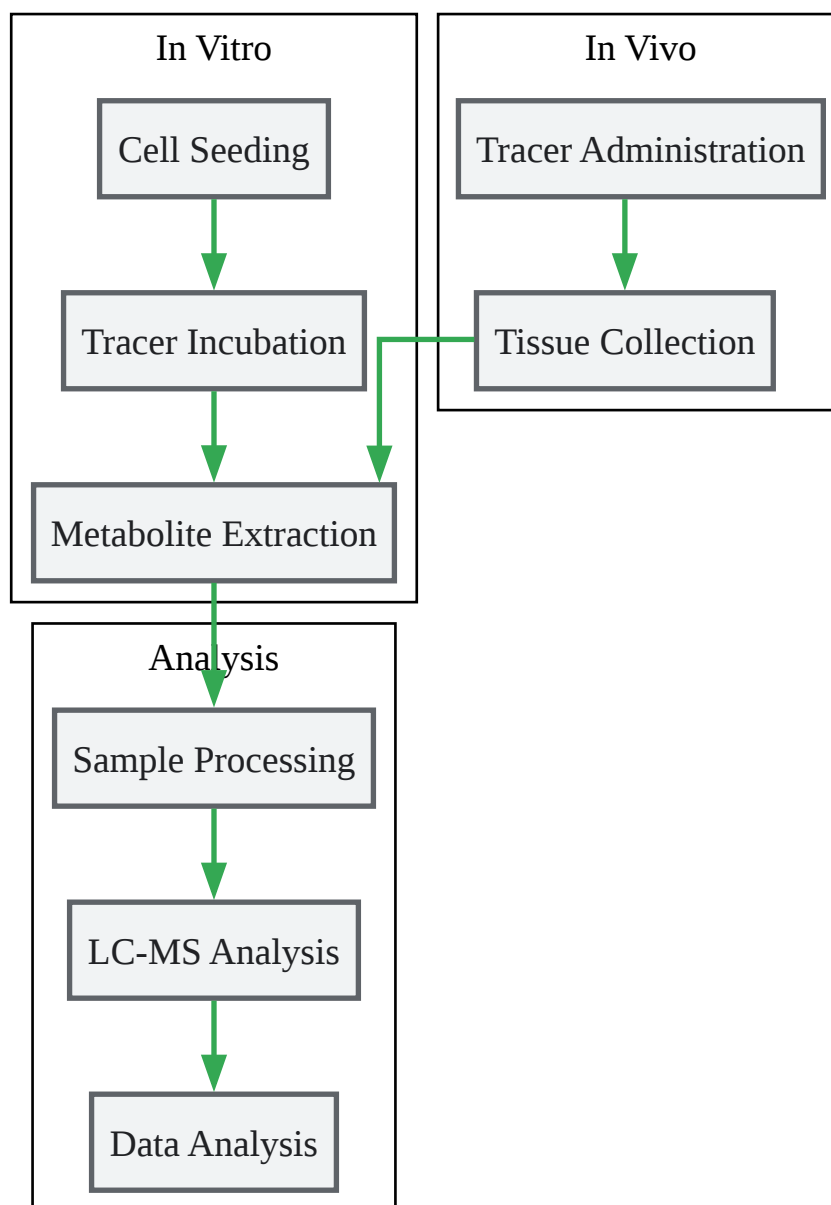 In Vitro
Cell Seeding
Tracer Incubation
Metabolite Extraction
In Vivo
Tracer Administration
Tissue Collection
Analysis
Sample Processing
LC-MS Analysis
Data Analysis